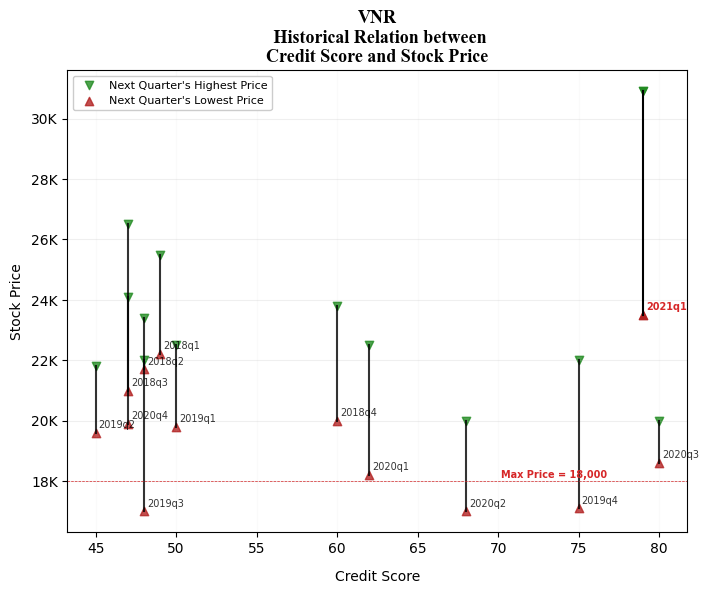 VNR
Historical Relation between
Credit Score and Stock Price
Next Quarter's Highest Price
Next Quarter's Lowest Price
Stock Price
30K
28K
26K
24K
22K
20K
18K
2021q1
2018q1
2018q2
2018q3
2020q4
2019q2
2019q1
2018q4
2020q1
2020q3
Max Price = 18,000
2019q3
2020q2
2019q4
45
50
55
60
65
70
75
80
Credit Score